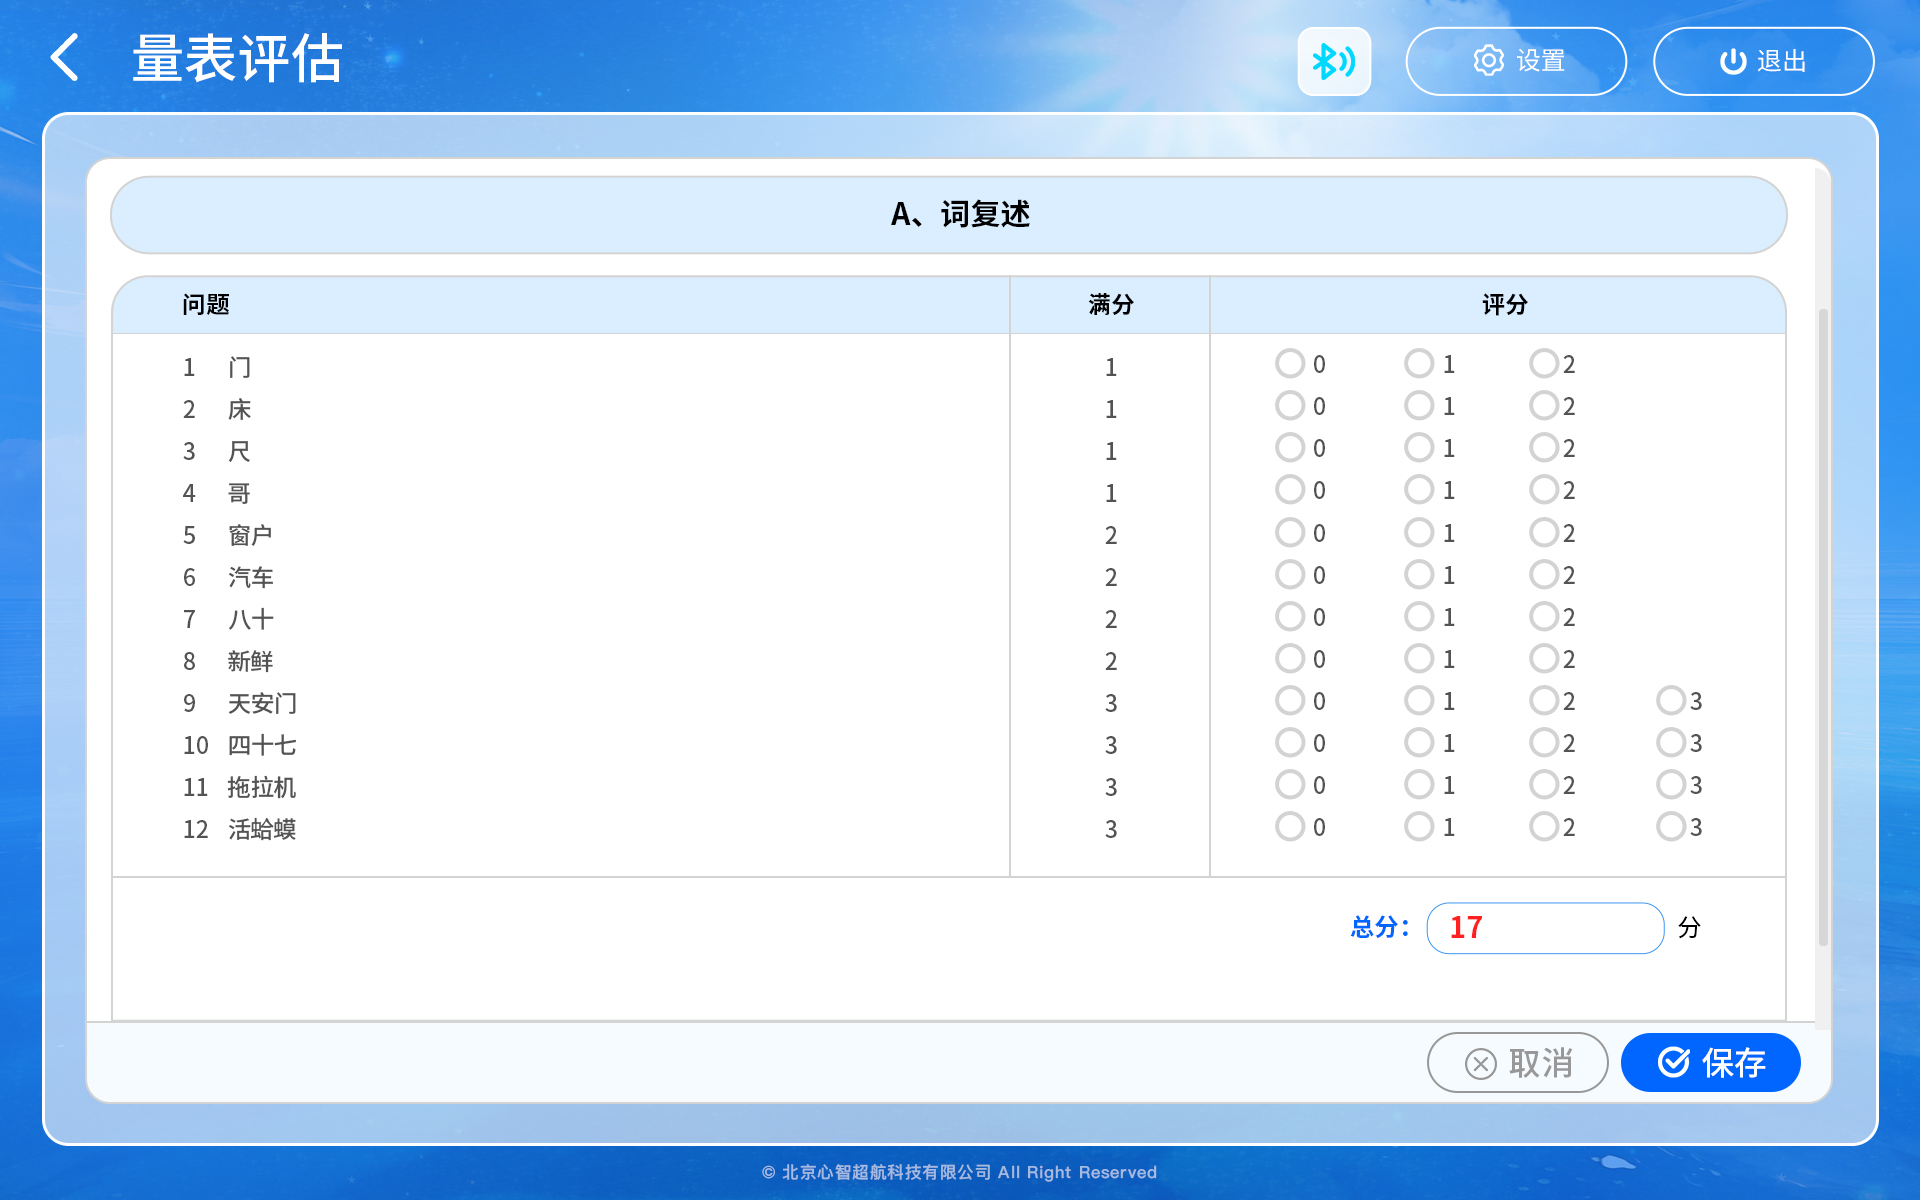 量表评估
设置
退出
A、词复述
问题 满分 评分
1 门 1 0 1 2
2 床 1 0 1 2
3 尺 1 0 1 2
4 哥 1 0 1 2
5 窗户 2 0 1 2
6 汽车 2 0 1 2
7 八十 2 0 1 2
8 新鲜 2 0 1 2
9 天安门 3 0 1 2 3
10 四十七 3 0 1 2 3
11 拖拉机 3 0 1 2 3
12 活蛤蟆 3 0 1 2 3
总分： 17 分
取消 保存
© 北京心智超航科技有限公司 All Right Reserved